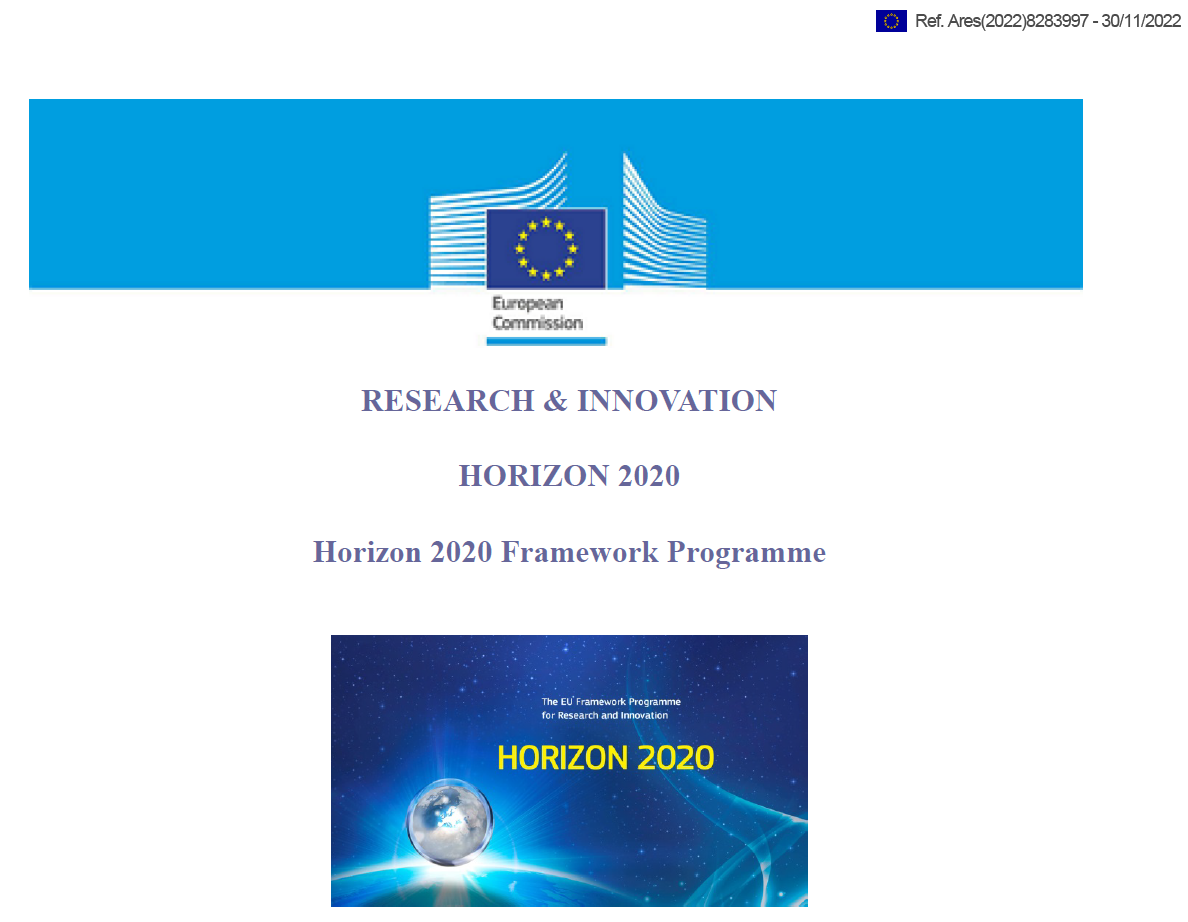 Ref. Ares(2022)8283997 - 30/11/2022
European
Commission
RESEARCH & INNOVATION
HORIZON 2020
Horizon 2020 Framework Programme
The EU Framework Programme
for Research and Innovation
HORIZON 2020